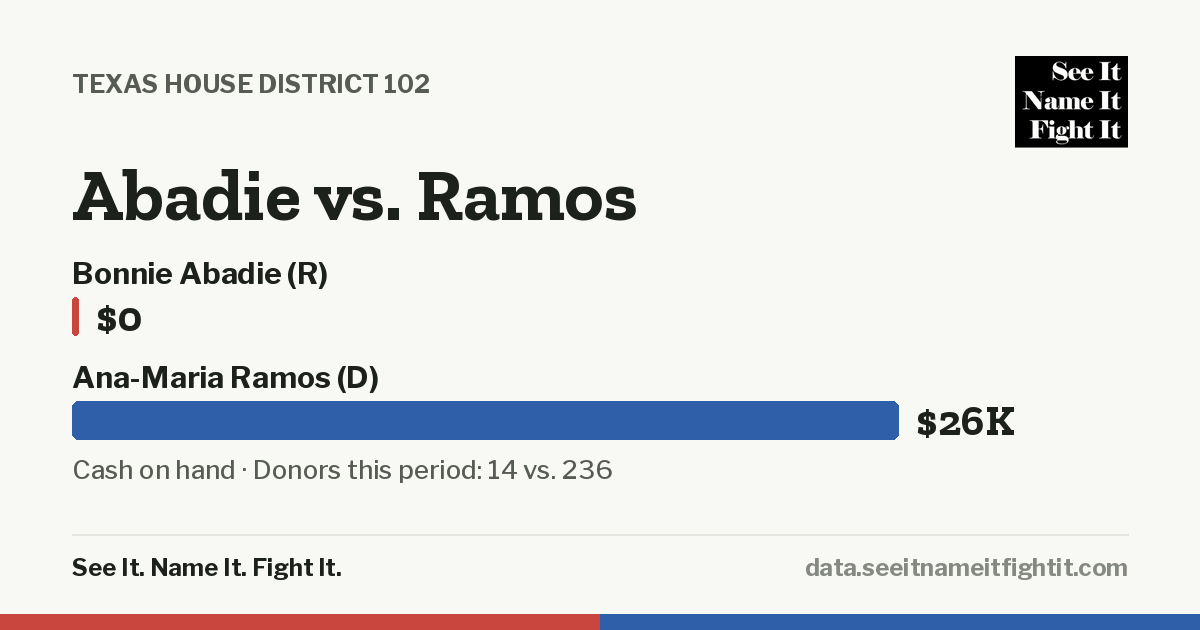 TEXAS HOUSE DISTRICT 102
See It
Name It
Fight It
Abadie vs. Ramos
Bonnie Abadie (R)
$0
Ana-Maria Ramos (D)
$26K
Cash on hand · Donors this period: 14 vs. 236
See It. Name It. Fight It.
data.seeitnameitfightit.com